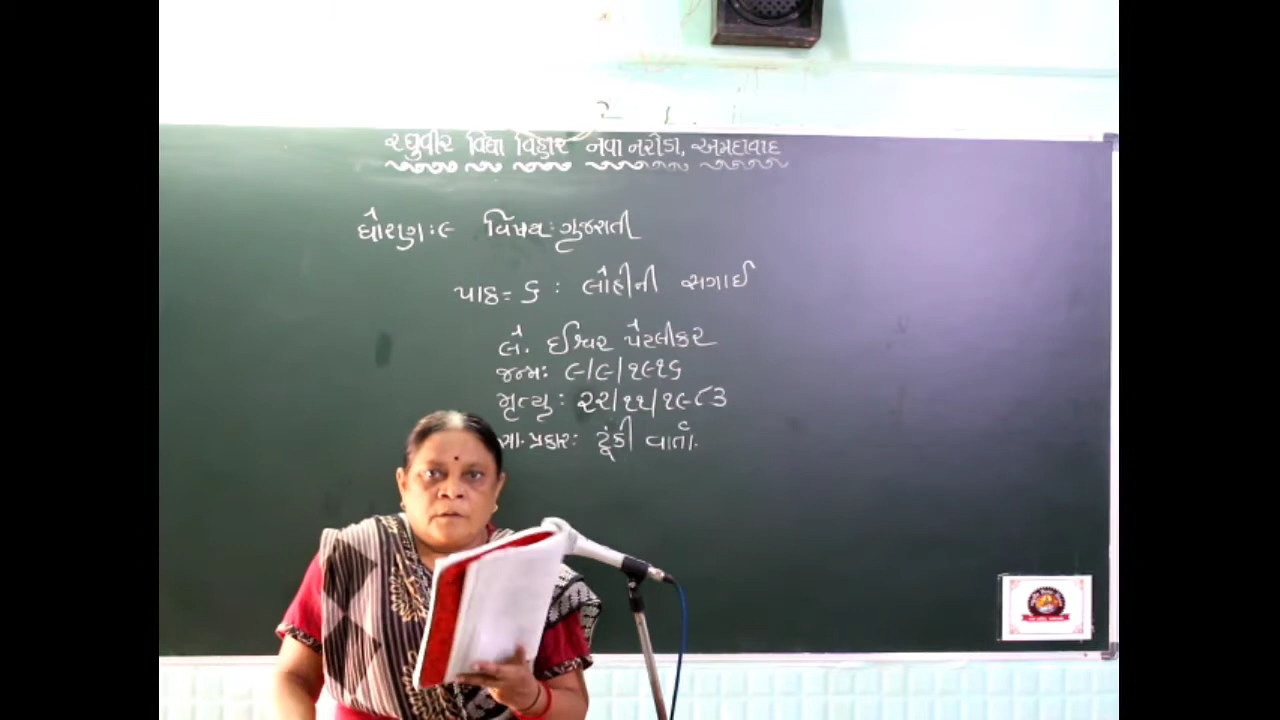 રઘુવીર વિદ્યા વિહાર નવા નરોડા, અમદાવાદ
ધોરણ : ૯ વિષય : ગુજરાતી
પાઠ = ૬ : લોહીની સગાઈ
લે. ઈશ્વર પેટલીકર
જન્મ : ૯/૯/૧૯૧૬
મૃત્યુ : ૨૨/૧૧/૧૯૮૩
સા. પ્રકાર : ટૂંકી વાર્તા.